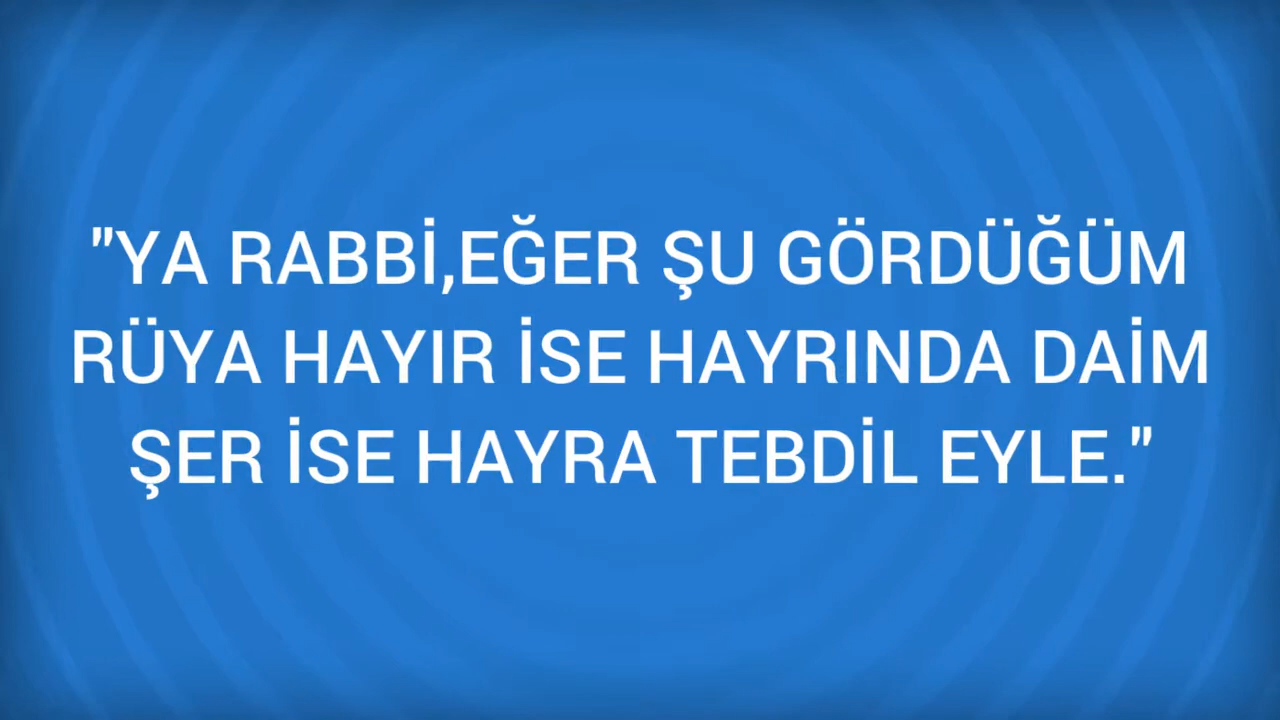 "YA RABBİ,EĞER ŞU GÖRDÜĞÜM
RÜYA HAYIR İSE HAYRINDA DAİM
ŞER İSE HAYRA TEBDİL EYLE."